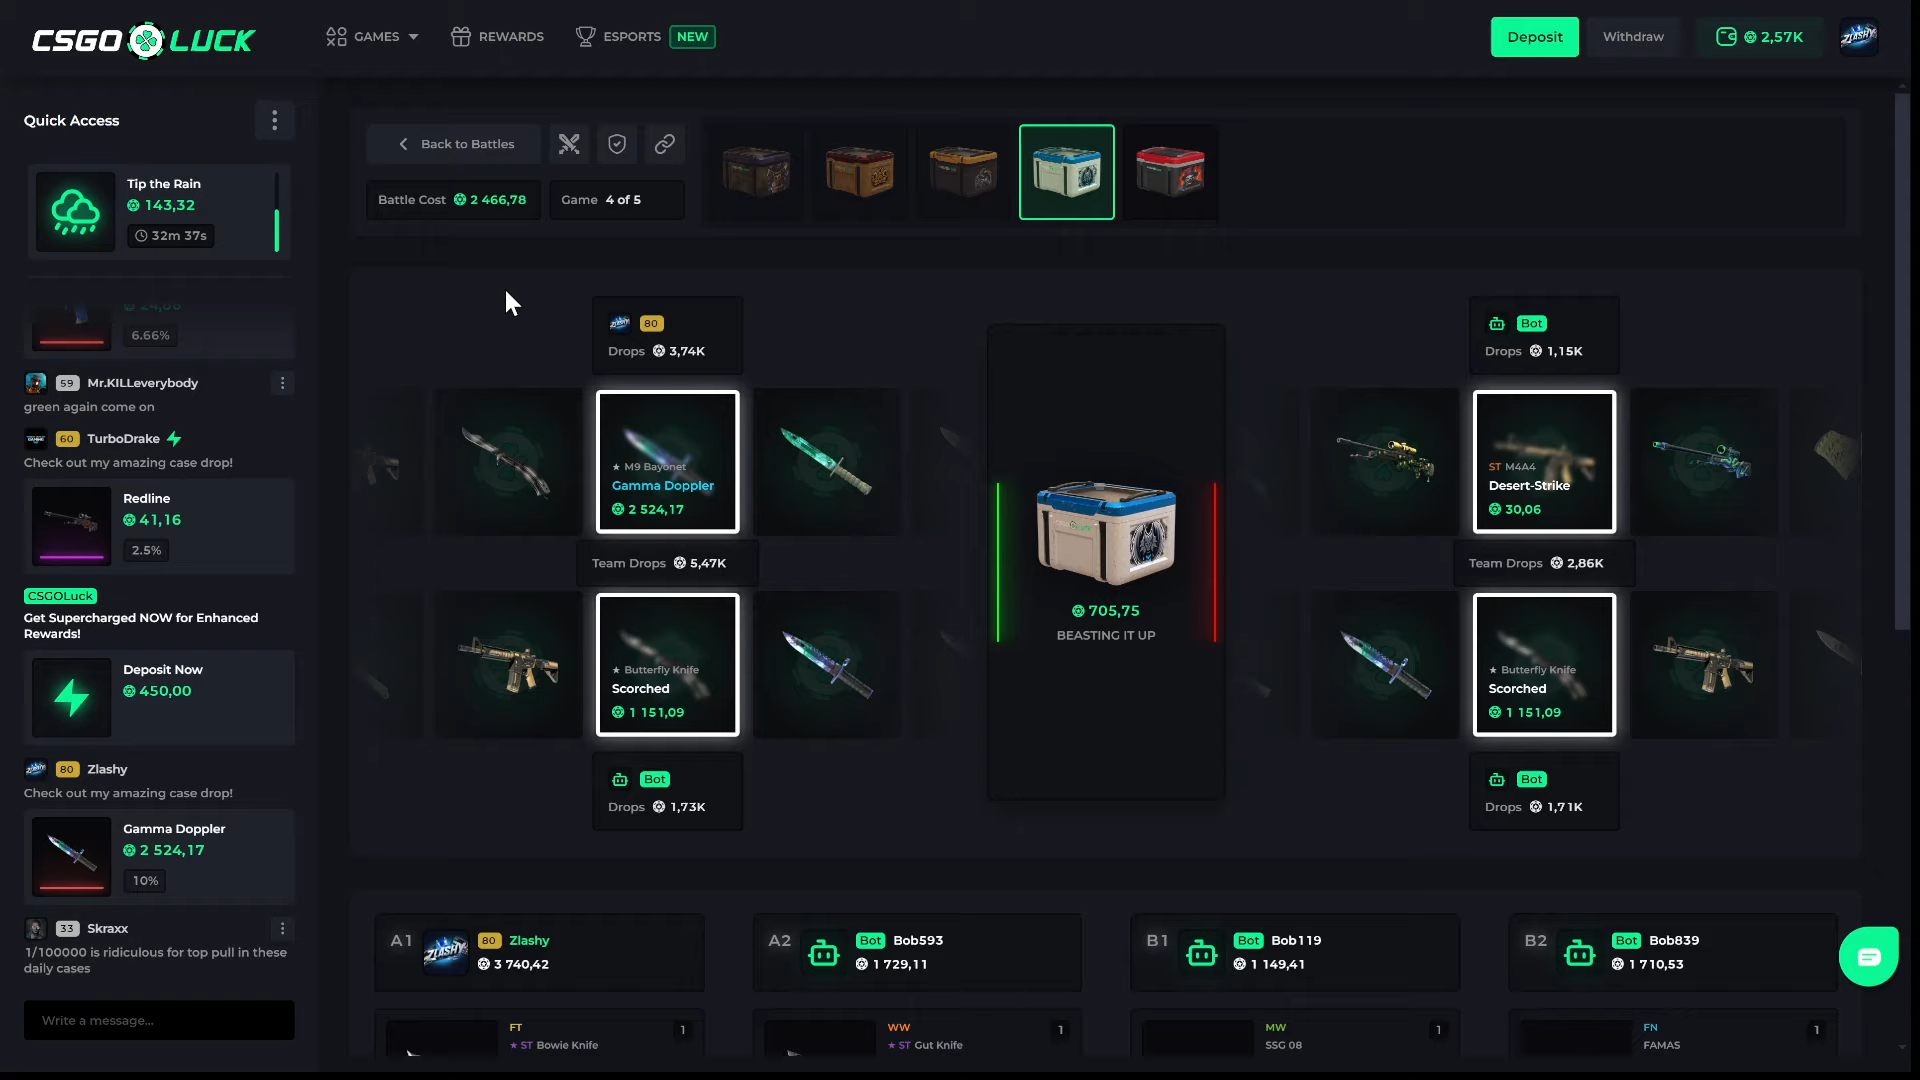 CSGO LUCK
GAMES
REWARDS
ESPORTS
NEW
Deposit
Withdraw
2,57K
ZLASHY
Quick Access
Tip the Rain
143,32
32m 37s
24,06
6.66%
59 Mr.KILLeverybody
green again come on
60 TurboDrake
Check out my amazing case drop!
Redline
41,16
2.5%
CSGOLuck
Get Supercharged NOW for Enhanced
Rewards!
Deposit Now
450,00
80 Zlashy
Check out my amazing case drop!
Gamma Doppler
2 524,17
10%
33 Skraxx
1/100000 is ridiculous for top pull in these
daily cases
Write a message...
Back to Battles
Battle Cost 2 466,78
Game 4 of 5
80
Drops 3,74K
★ M9 Bayonet
Gamma Doppler
2 524,17
Team Drops 5,47K
★ Butterfly Knife
Scorched
1 151,09
Bot
Drops 1,73K
705,75
BEASTING IT UP
Bot
Drops 1,15K
ST M4A4
Desert-Strike
30,06
Team Drops 2,86K
★ Butterfly Knife
Scorched
1 151,09
Bot
Drops 1,71K
A1
ZLASHY
80 Zlashy
3 740,42
A2
Bot Bob593
1 729,11
B1
Bot Bob119
1 149,41
B2
Bot Bob839
1 710,53
FT
★ ST Bowie Knife
1
WW
★ ST Gut Knife
1
MW
SSG 08
1
FN
FAMAS
1